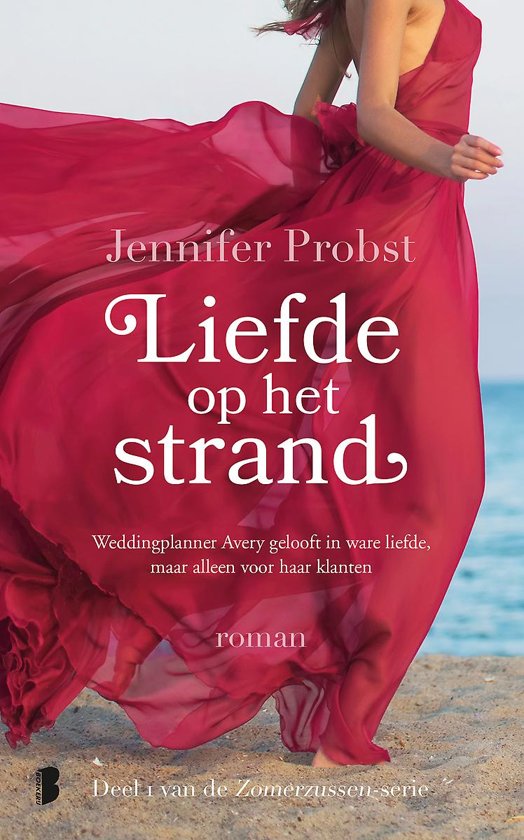 Jennifer Probst
Liefde
op het
strand
Weddingplanner Avery gelooft in ware liefde,
maar alleen voor haar klanten
roman
BOEKERIJ
Deel 1 van de Zomerzussen-serie